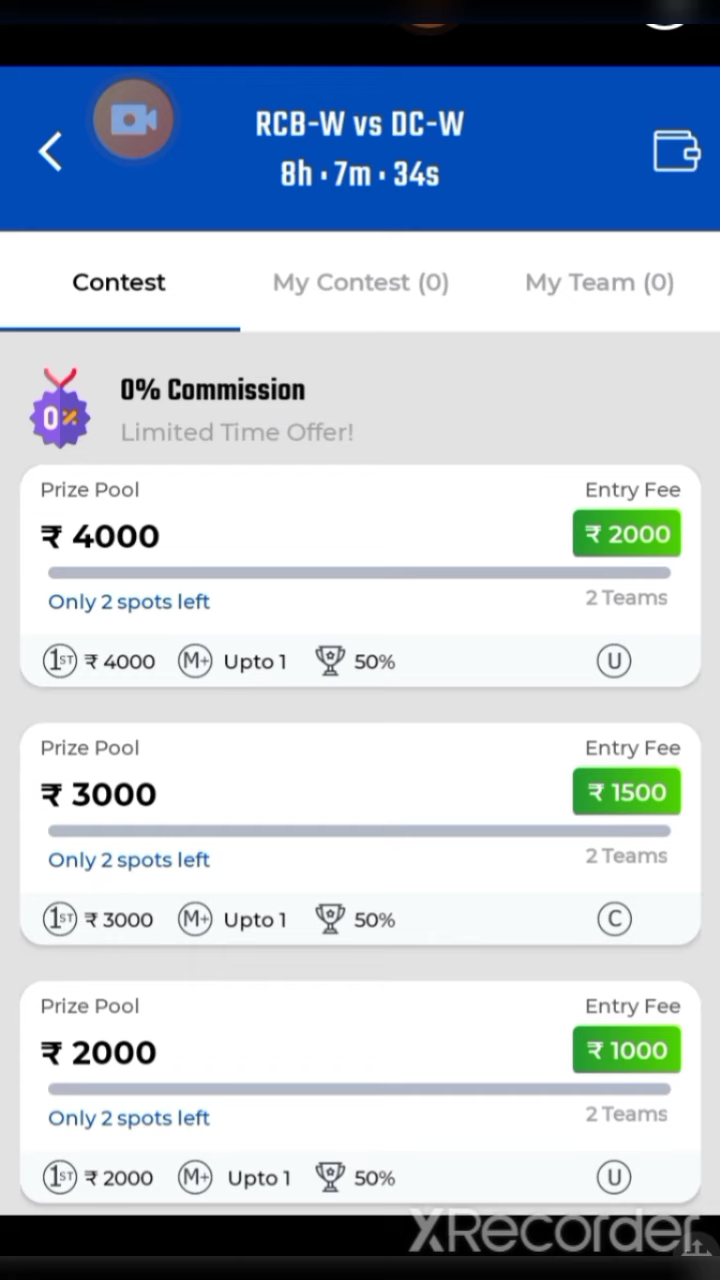 RCB-W vs DC-W
8h · 7m · 34s
Contest
My Contest (0)
My Team (0)
0%
0% Commission
Limited Time Offer!
Prize Pool
Entry Fee
₹ 4000
₹ 2000
Only 2 spots left
2 Teams
1ST ₹ 4000 M+ Upto 1 50% U
Prize Pool
Entry Fee
₹ 3000
₹ 1500
Only 2 spots left
2 Teams
1ST ₹ 3000 M+ Upto 1 50% C
Prize Pool
Entry Fee
₹ 2000
₹ 1000
Only 2 spots left
2 Teams
1ST ₹ 2000 M+ Upto 1 50% U
XRecorder